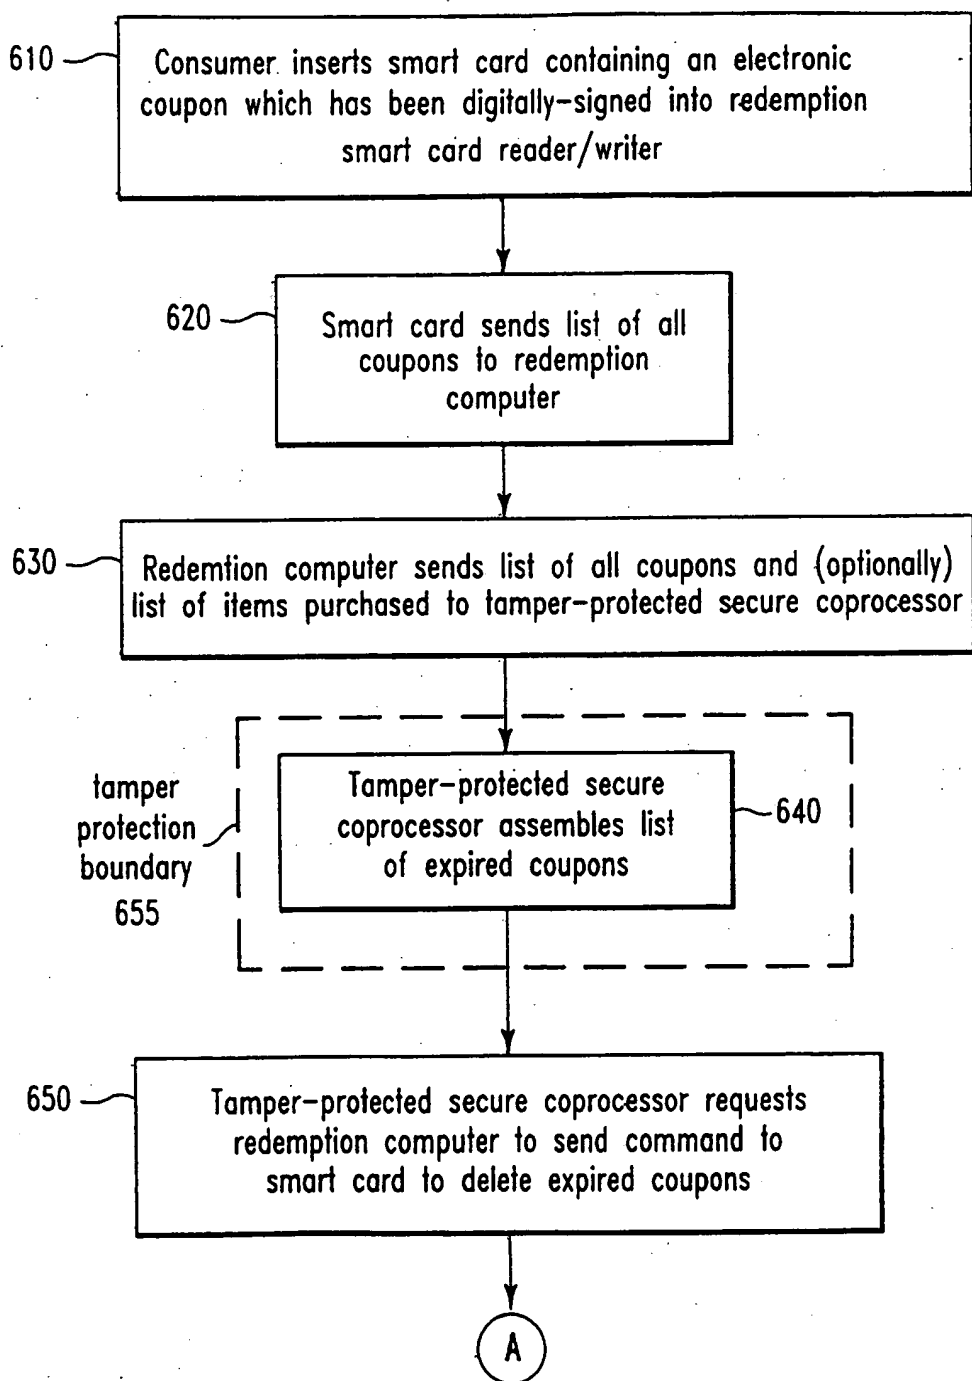 610
Consumer inserts smart card containing an electronic
coupon which has been digitally-signed into redemption
smart card reader/writer
620
Smart card sends list of all
coupons to redemption
computer
630
Redemtion computer sends list of all coupons and (optionally)
list of items purchased to tamper-protected secure coprocessor
tamper
protection
boundary
655
Tamper-protected secure
coprocessor assembles list
of expired coupons
640
650
Tamper-protected secure coprocessor requests
redemption computer to send command to
smart card to delete expired coupons
A